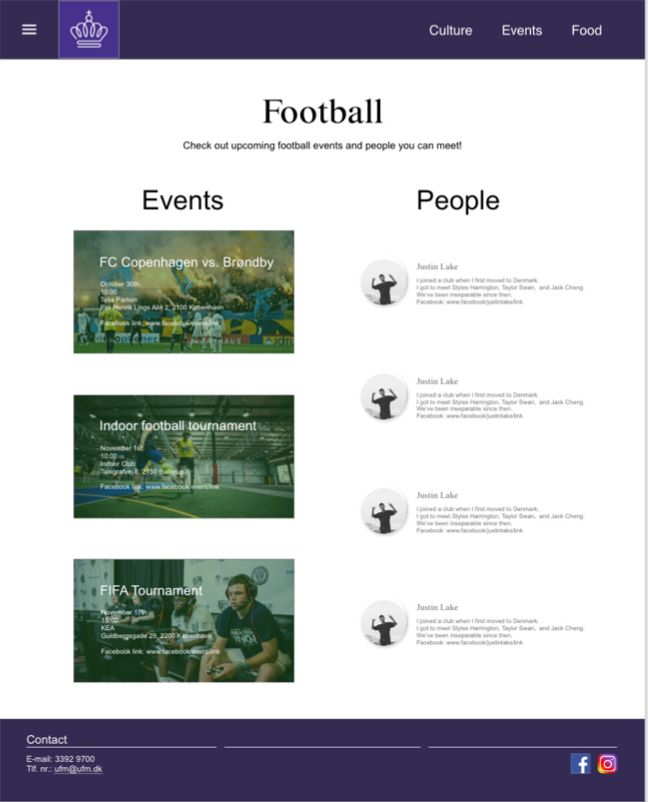 Culture
Events
Food
Football
Check out upcoming football events and people you can meet!
Events
FC Copenhagen vs. Brøndby
October 30th
10:00
Telia Parken
Per Henrik Lings Allé 2, 2100 København
Facebook link: www.facebook/event/link
Indoor football tournament
November 1st
10:00
Indoor Club
Telegrafvej 6, 2750 Ballerup
Facebook link: www.facebook/event/link
FIFA Tournament
November 17th
15:00
KEA
Guldbergsgade 29, 2200 København
Facebook link: www.facebook/event/link
People
Justin Lake
I joined a club when I first moved to Denmark.
I got to meet Styles Harrington, Taylor Swan, and Jack Cheng.
We've been inseparable since then.
Facebook: www.facebook/justinlake/link
Justin Lake
I joined a club when I first moved to Denmark.
I got to meet Styles Harrington, Taylor Swan, and Jack Cheng.
We've been inseparable since then.
Facebook: www.facebook/justinlake/link
Justin Lake
I joined a club when I first moved to Denmark.
I got to meet Styles Harrington, Taylor Swan, and Jack Cheng.
We've been inseparable since then.
Facebook: www.facebook/justinlake/link
Justin Lake
I joined a club when I first moved to Denmark.
I got to meet Styles Harrington, Taylor Swan, and Jack Cheng.
We've been inseparable since then.
Facebook: www.facebook/justinlake/link
Contact
E-mail: 3392 9700
Tlf. nr.: ufm@ufm.dk